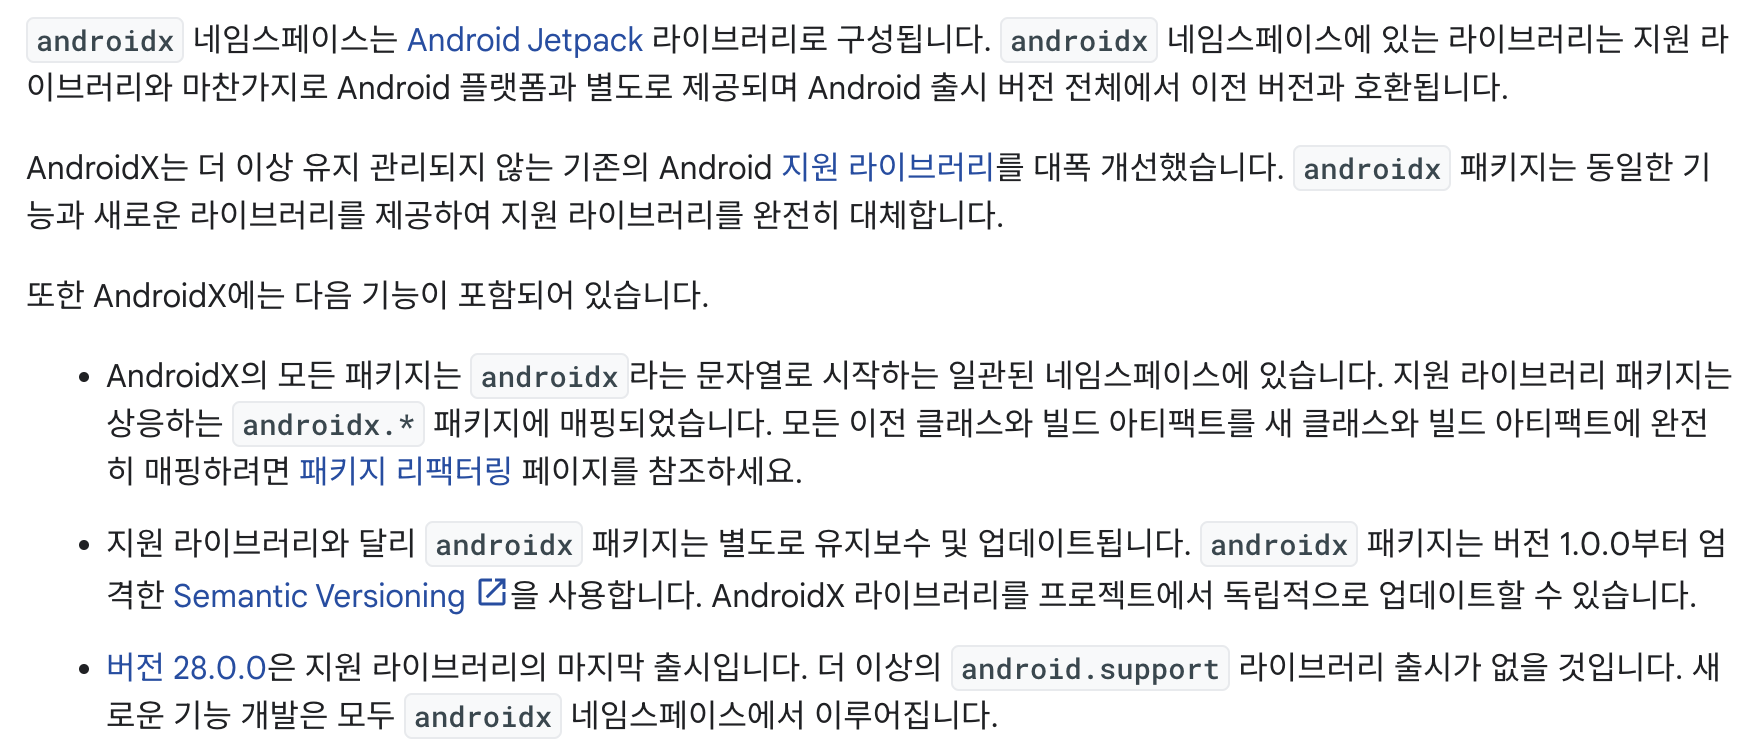 androidx 네임스페이스는 Android Jetpack 라이브러리로 구성됩니다. androidx 네임스페이스에 있는 라이브러리는 지원 라
이브러리와 마찬가지로 Android 플랫폼과 별도로 제공되며 Android 출시 버전 전체에서 이전 버전과 호환됩니다.
AndroidX는 더 이상 유지 관리되지 않는 기존의 Android 지원 라이브러리를 대폭 개선했습니다. androidx 패키지는 동일한 기
능과 새로운 라이브러리를 제공하여 지원 라이브러리를 완전히 대체합니다.
또한 AndroidX에는 다음 기능이 포함되어 있습니다.
• AndroidX의 모든 패키지는 androidx라는 문자열로 시작하는 일관된 네임스페이스에 있습니다. 지원 라이브러리 패키지는
상응하는 androidx.* 패키지에 매핑되었습니다. 모든 이전 클래스와 빌드 아티팩트를 새 클래스와 빌드 아티팩트에 완전
히 매핑하려면 패키지 리팩터링 페이지를 참조하세요.
• 지원 라이브러리와 달리 androidx 패키지는 별도로 유지보수 및 업데이트됩니다. androidx 패키지는 버전 1.0.0부터 엄
격한 Semantic Versioning을 사용합니다. AndroidX 라이브러리를 프로젝트에서 독립적으로 업데이트할 수 있습니다.
• 버전 28.0.0은 지원 라이브러리의 마지막 출시입니다. 더 이상의 android.support 라이브러리 출시가 없을 것입니다. 새
로운 기능 개발은 모두 androidx 네임스페이스에서 이루어집니다.